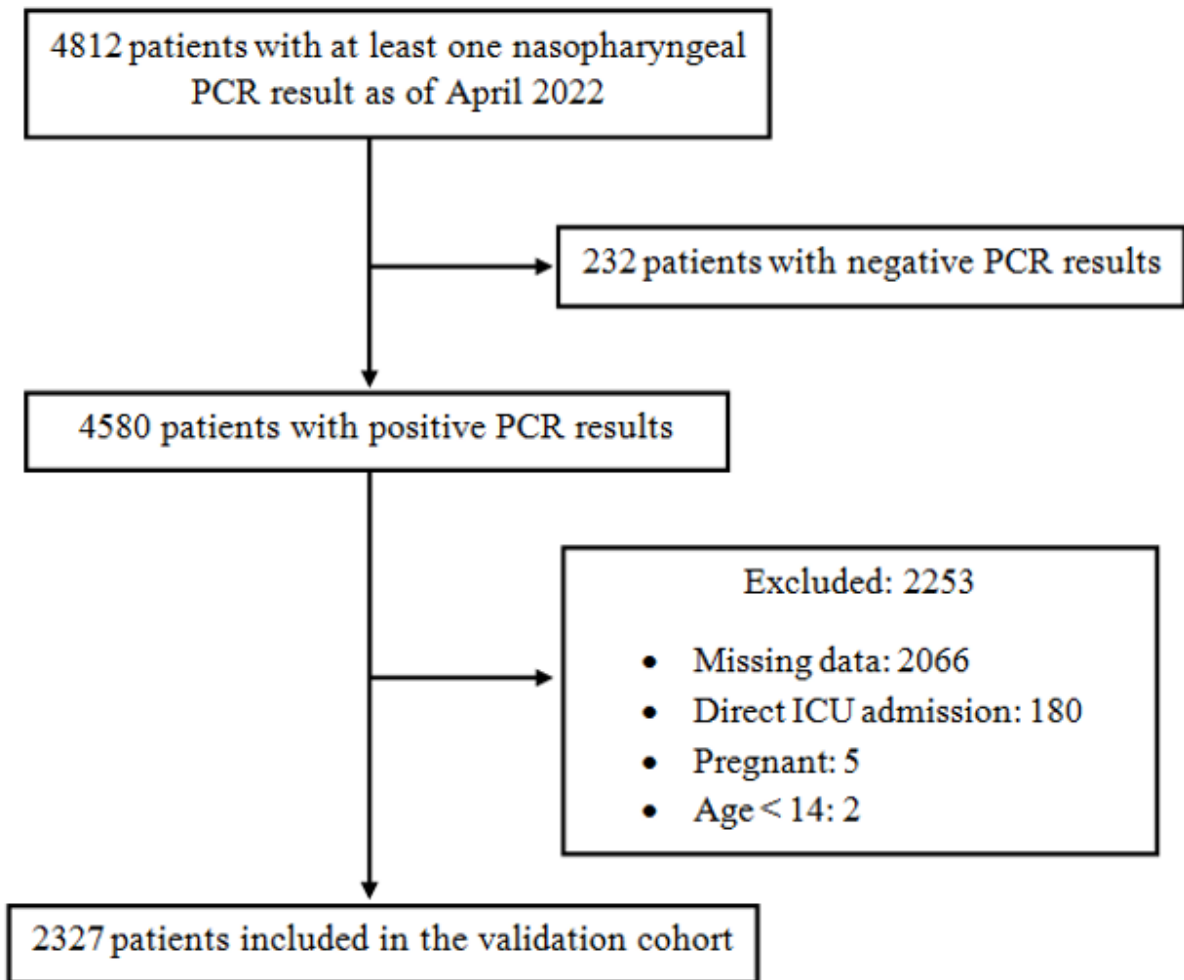 4812 patients with at least one nasopharyngeal
PCR result as of April 2022
232 patients with negative PCR results
4580 patients with positive PCR results
Excluded: 2253
• Missing data: 2066
• Direct ICU admission: 180
• Pregnant: 5
• Age < 14: 2
2327 patients included in the validation cohort